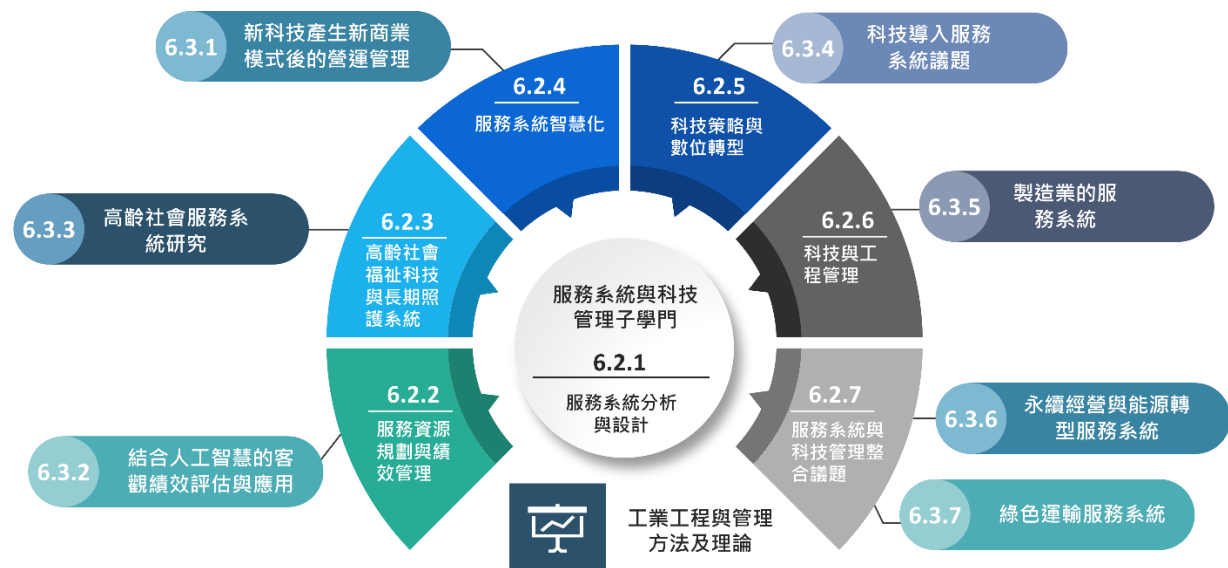 6.3.1
新科技產生新商業
模式後的營運管理
6.3.4
科技導入服務
系統議題
6.2.4
服務系統智慧化
6.2.5
科技策略與
數位轉型
6.3.3
高齡社會服務系
統研究
6.2.3
高齡社會
福祉科技
與長期照
護系統
6.2.6
科技與工
程管理
6.3.5
製造業的服
務系統
服務系統與科技
管理子學門
6.2.1
服務系統分析
與設計
6.2.2
服務資源
規劃與績
效管理
6.2.7
服務系統與
科技管理整
合議題
6.3.6
永續經營與能源轉
型服務系統
6.3.2
結合人工智慧的客
觀績效評估與應用
6.3.7
綠色運輸服務系統
工業工程與管理
方法及理論